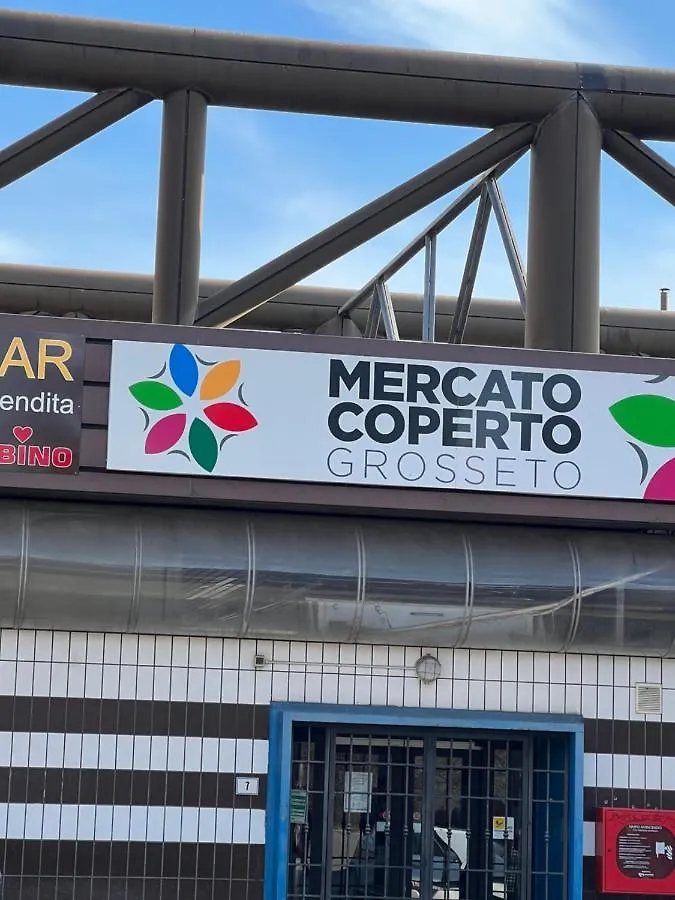 AR
endita
BINO
MERCATO
COPERTO
GROSSETO
7